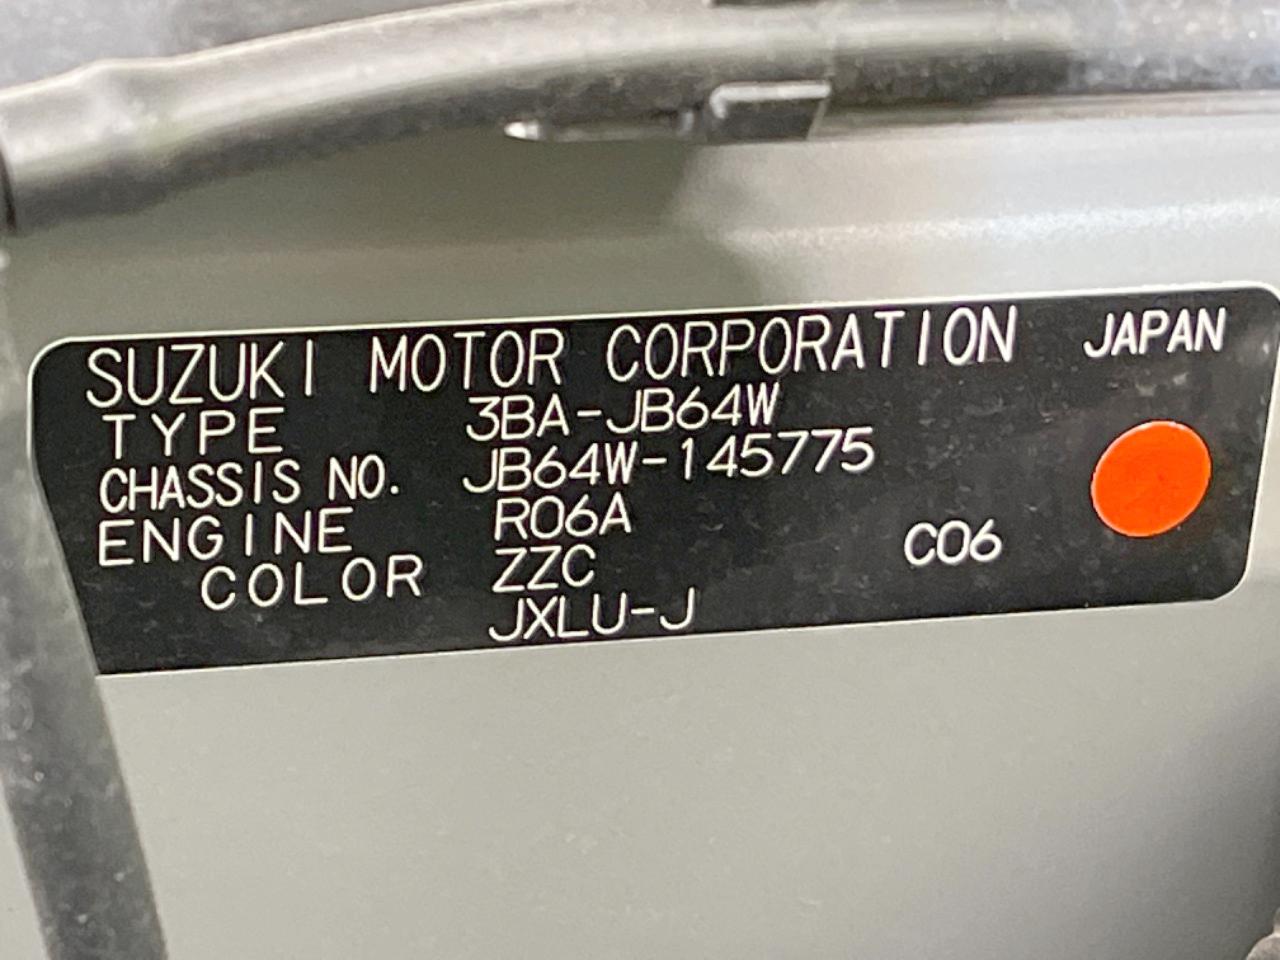 SUZUKI MOTOR CORPORATION JAPAN
TYPE 3BA-JB64W
CHASSIS NO. JB64W-145775
ENGINE R06A
COLOR ZZC C06
JXLU-J